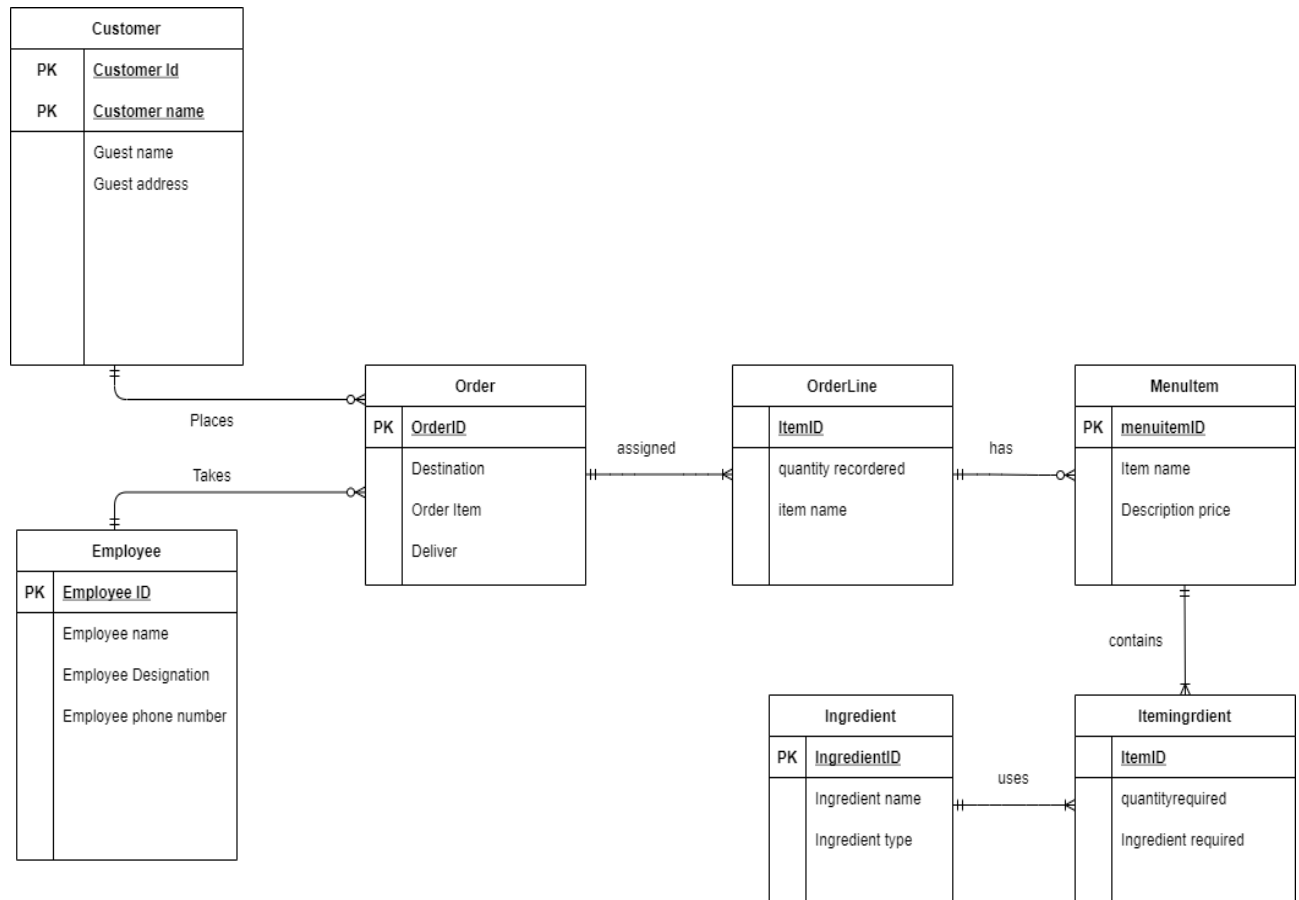 Customer
PK Customer Id
PK Customer name
Guest name
Guest address
Places
Takes
Employee
PK Employee ID
Employee name
Employee Designation
Employee phone number
Order
PK OrderID
Destination
Order Item
Deliver
assigned
OrderLine
ItemID
quantity recordered
item name
has
MenuItem
PK menuitemID
Item name
Description price
contains
Ingredient
PK IngredientID
Ingredient name
Ingredient type
uses
Itemingrdient
ItemID
quantityrequired
Ingredient required